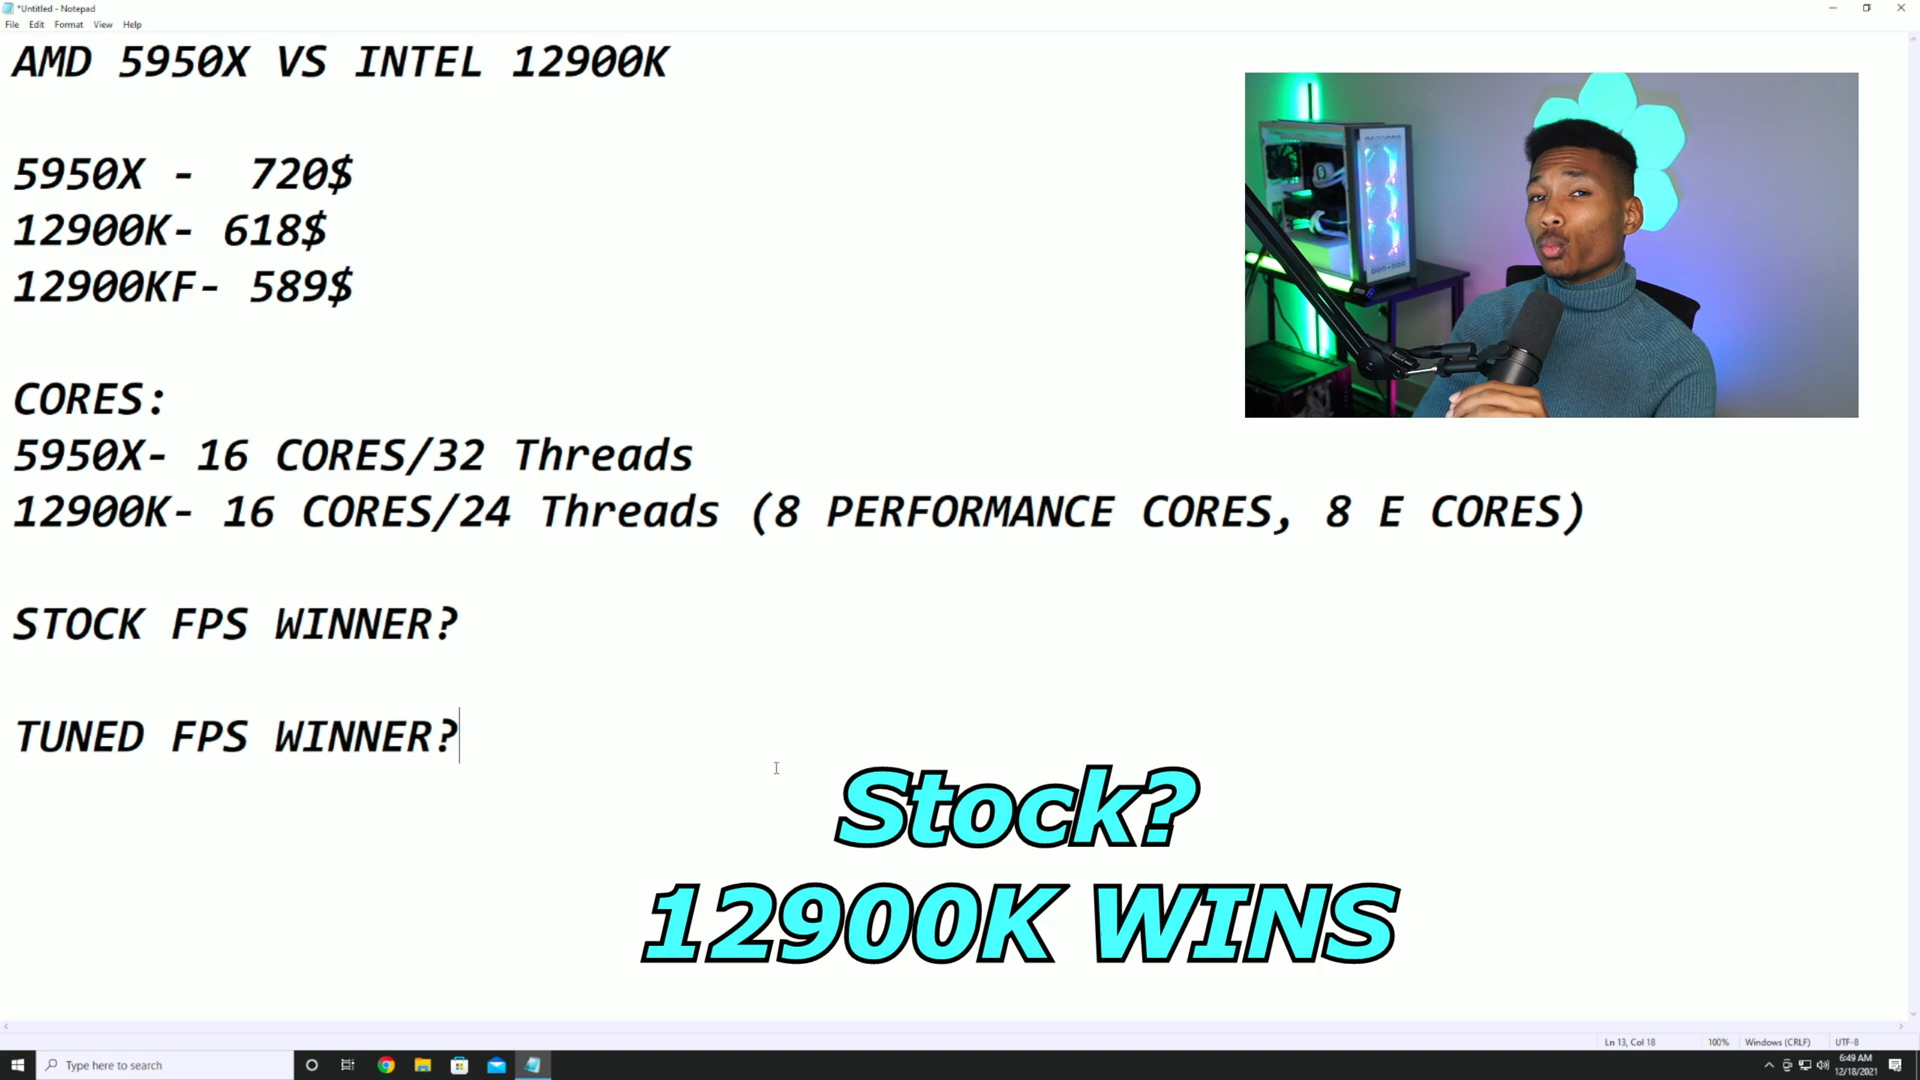 *Untitled - Notepad
File Edit Format View Help
AMD 5950X VS INTEL 12900K
5950X - 720$
12900K- 618$
12900KF- 589$
CORES:
5950X- 16 CORES/32 Threads
12900K- 16 CORES/24 Threads (8 PERFORMANCE CORES, 8 E CORES)
STOCK FPS WINNER?
TUNED FPS WINNER?
Stock?
12900K WINS
Ln 13, Col 18 100% Windows (CRLF) UTF-8
Type here to search
6:49 AM
12/18/2021